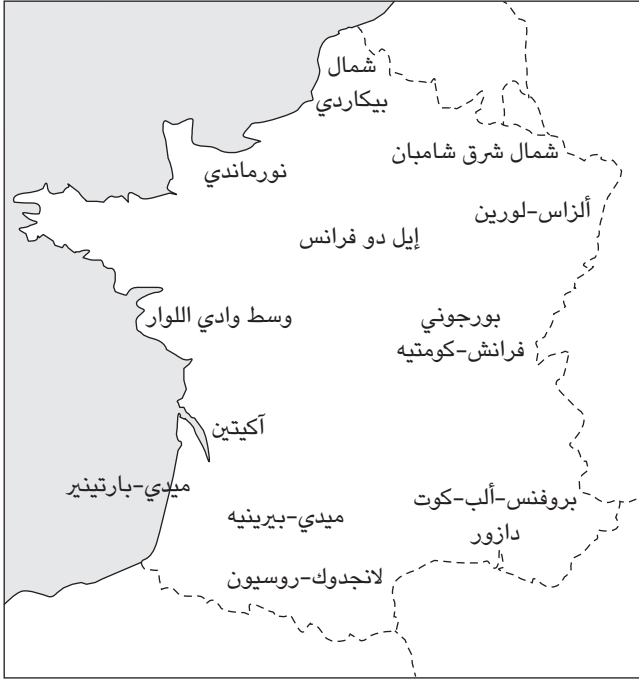 شمال
بيكاردي
شمال شرق شامبان
نورماندي
ألزاس-لورين
إيل دو فرانس
وسط وادي اللوار
بورجوني
فرانش-كومتيه
آكيتين
ميدي-بارتينير
ميدي-بيرينيه
بروفنس-ألب-كوت
دازور
لانجدوك-روسيون